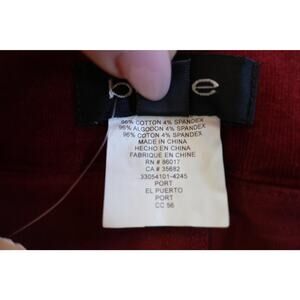 b e
96% COTTON 4% SPANDEX
96% ALGODON 4% SPANDEX
96% COTON 4% SPANDEX
MADE IN CHINA
HECHO EN CHINA
FABRIQUE EN CHINE
RN # 86017
CA # 35682
33054101-4245
PORT
EL PUERTO
PORT
CC 56